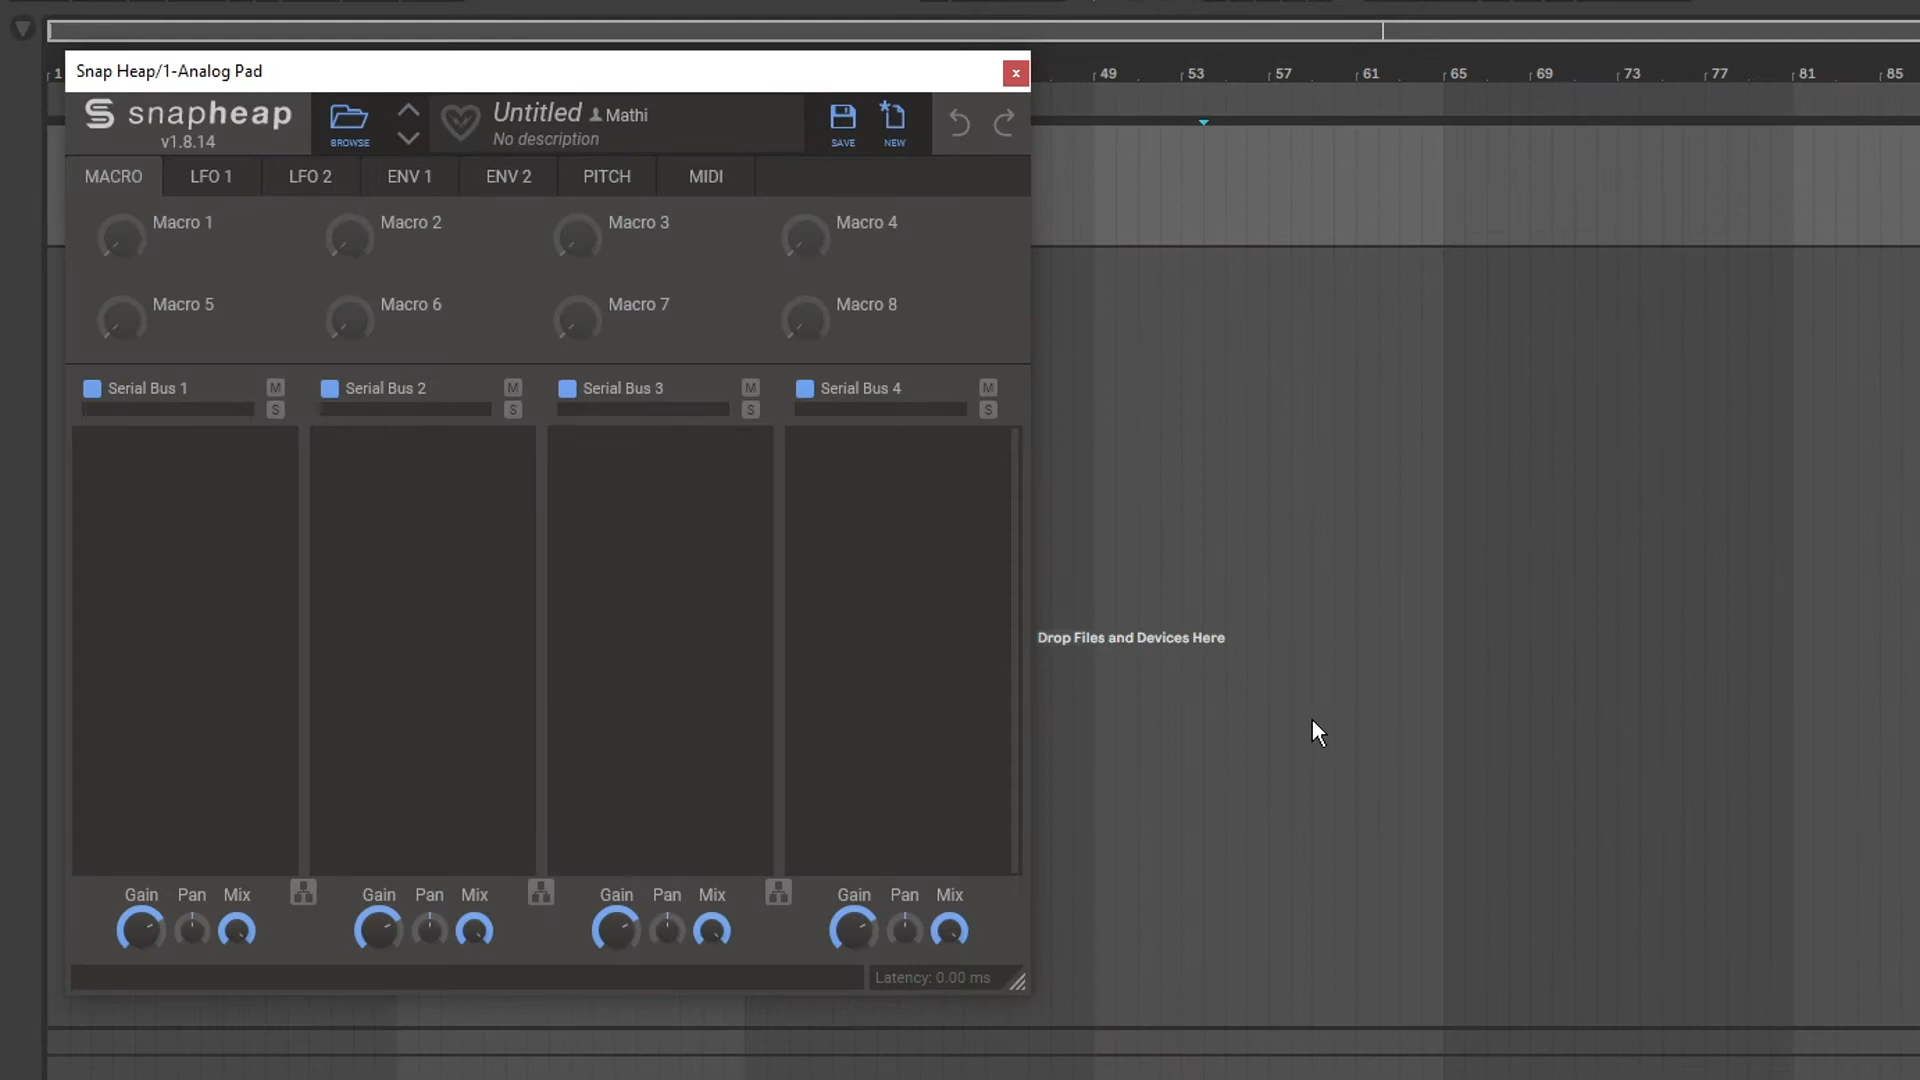 1 49 53 57 61 65 69 73 77 81 85
Snap Heap/1-Analog Pad x
snapheap
v1.8.14
BROWSE
Untitled Mathi
No description
SAVE NEW
MACRO LFO 1 LFO 2 ENV 1 ENV 2 PITCH MIDI
Macro 1 Macro 2 Macro 3 Macro 4
Macro 5 Macro 6 Macro 7 Macro 8
Serial Bus 1 M Serial Bus 2 M Serial Bus 3 M Serial Bus 4 M
S S S S
Drop Files and Devices Here
Gain Pan Mix Gain Pan Mix Gain Pan Mix Gain Pan Mix
Latency: 0.00 ms